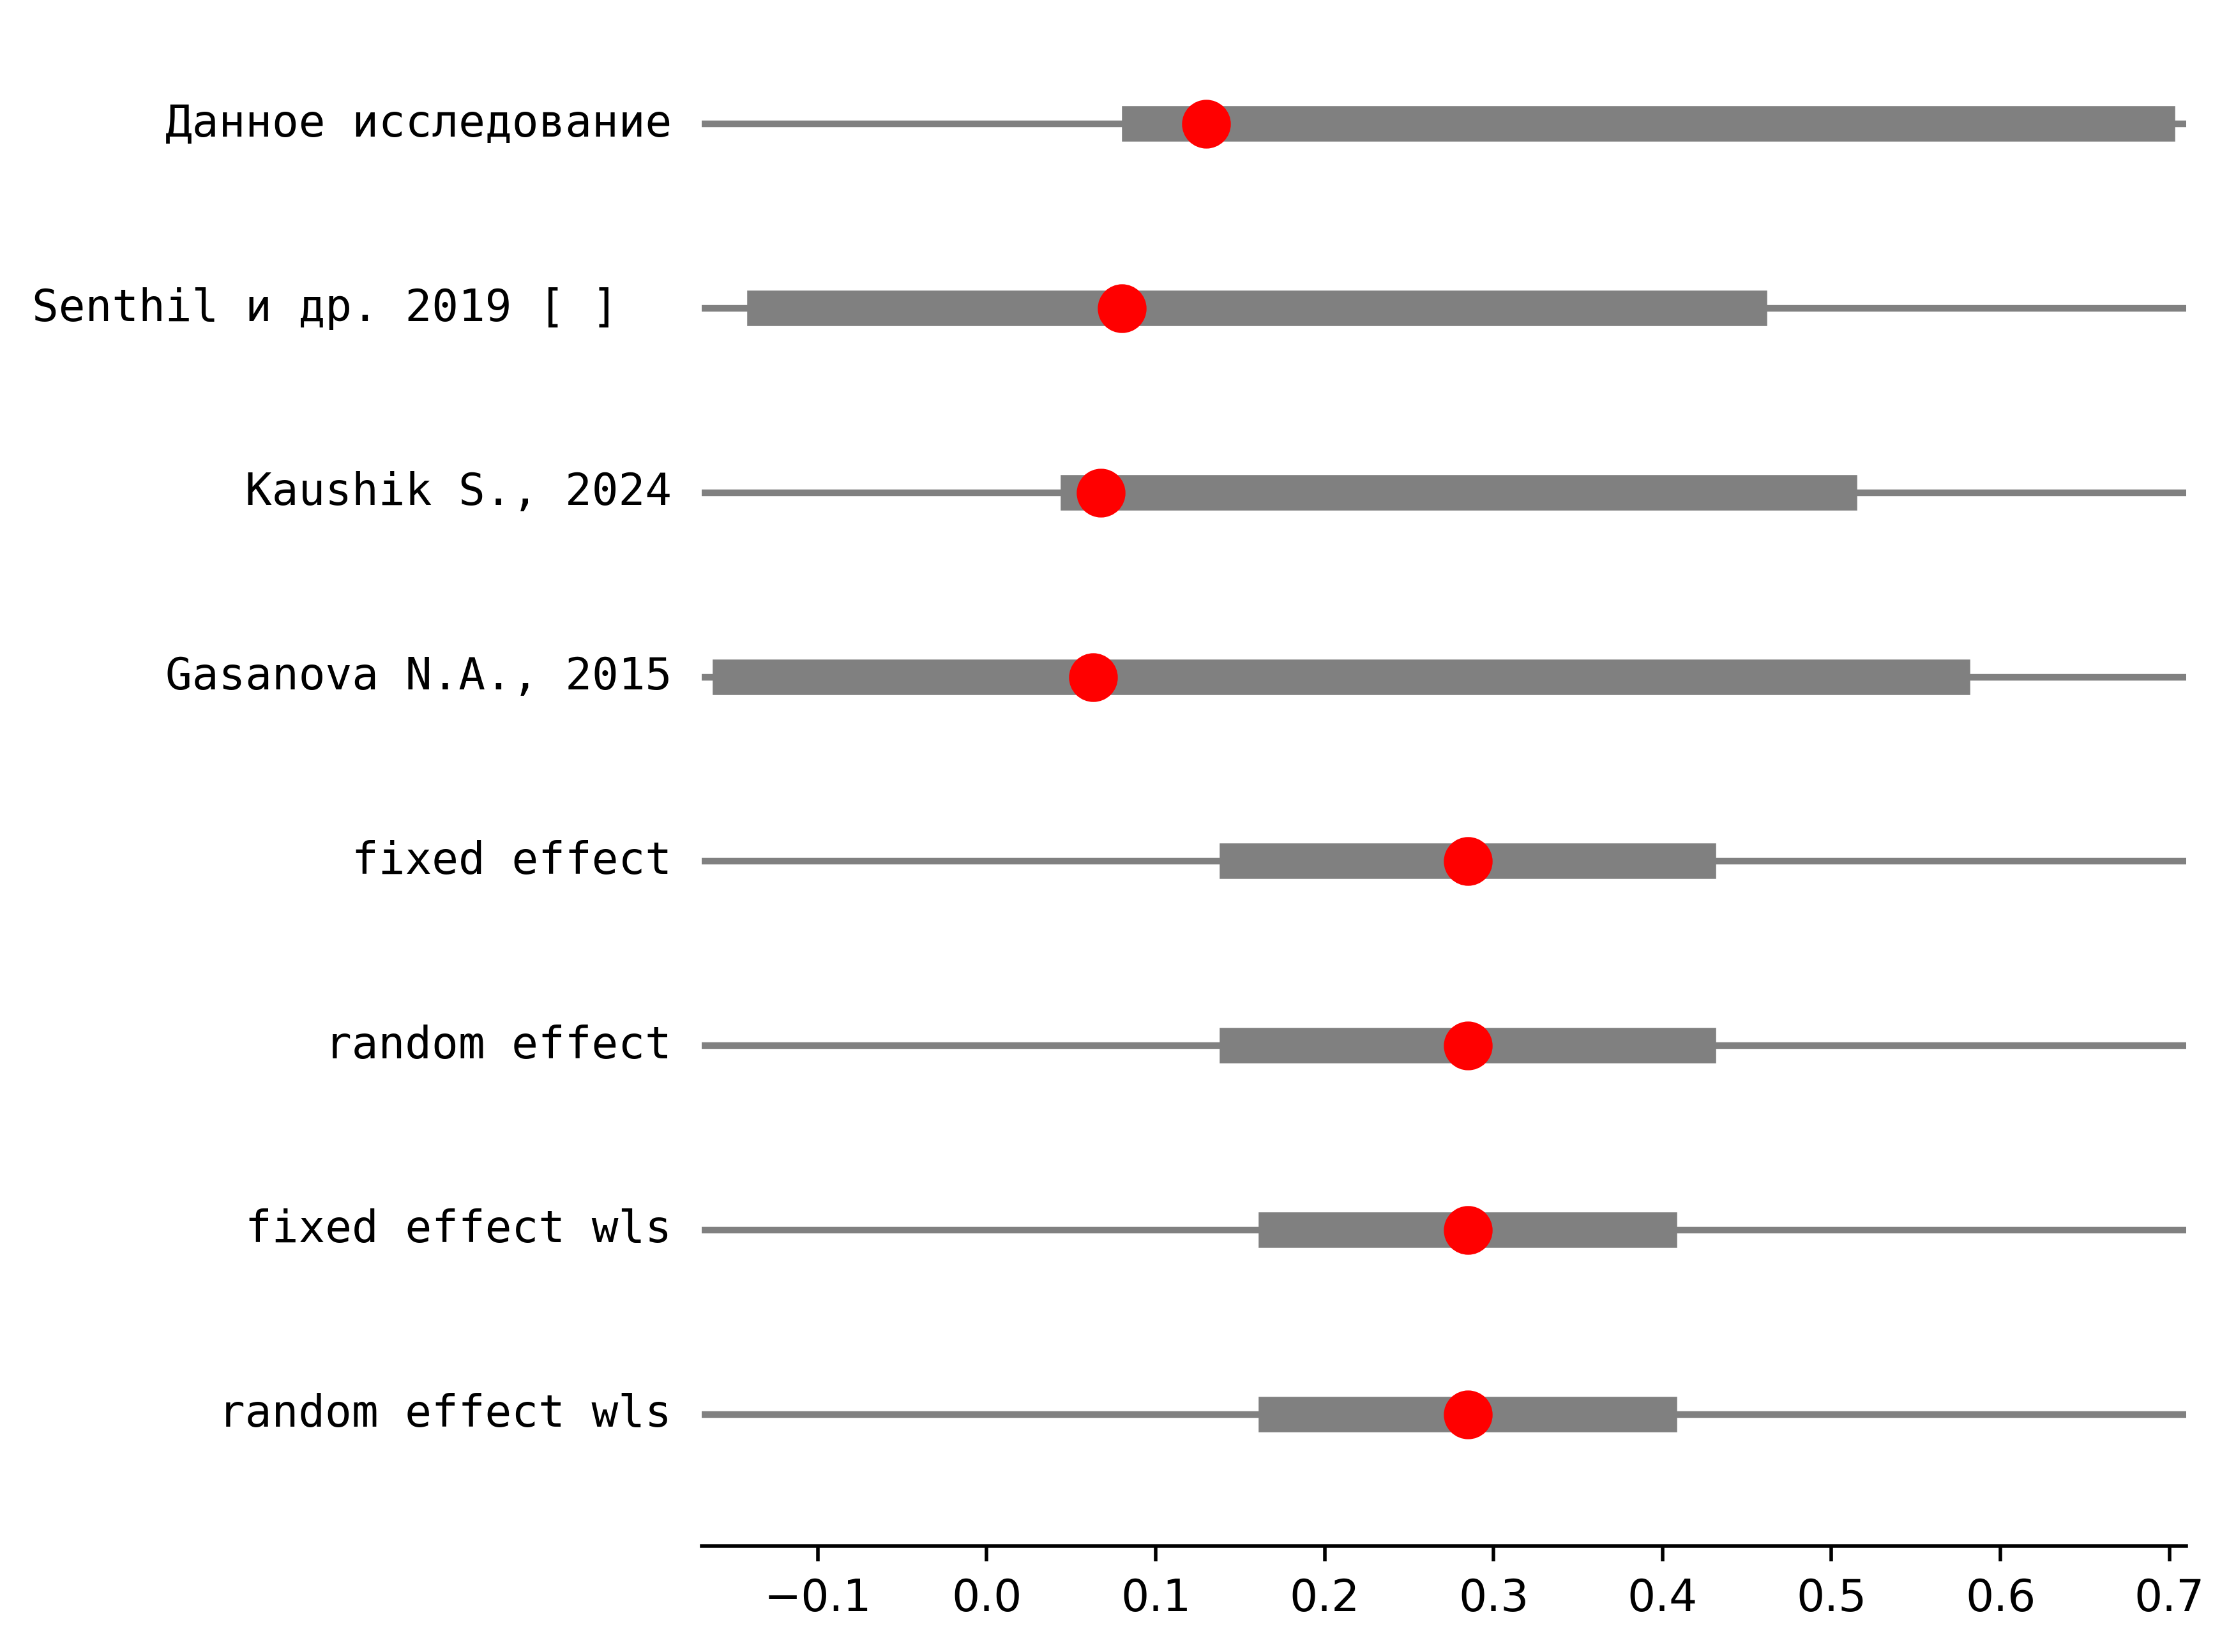 Данное исследование
Senthil и др. 2019 [ ]
Kaushik S., 2024
Gasanova N.A., 2015
fixed effect
random effect
fixed effect wls
random effect wls
−0.1 0.0 0.1 0.2 0.3 0.4 0.5 0.6 0.7